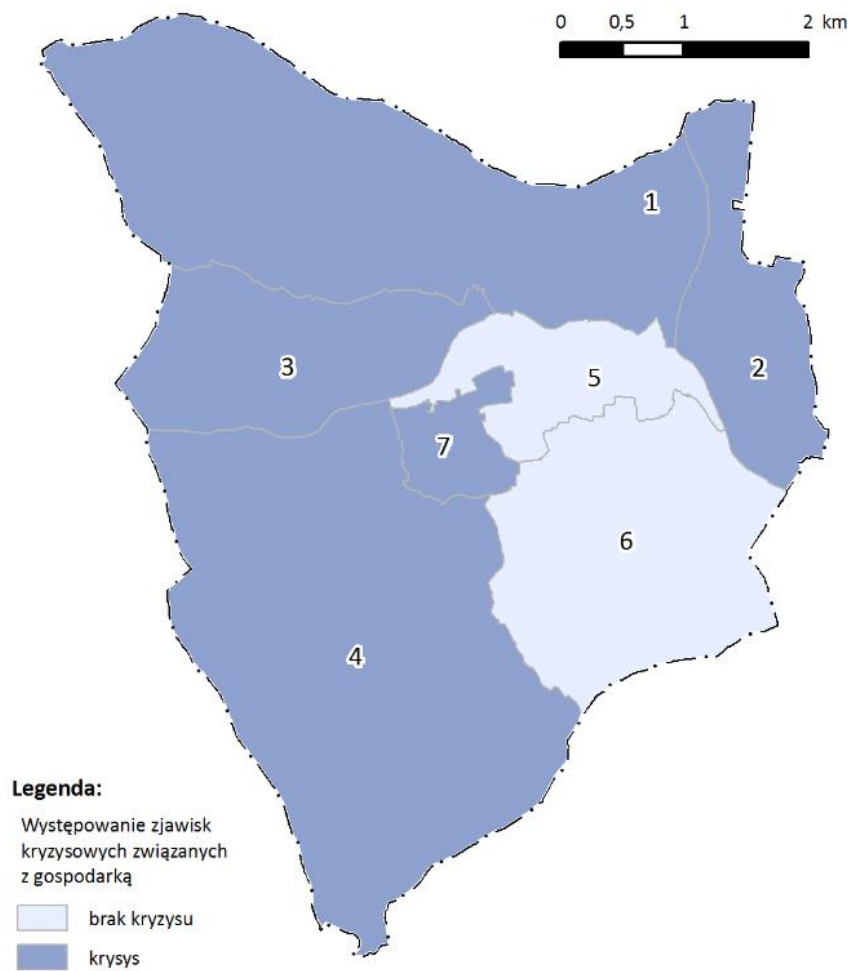 0 0,5 1 2 km
1
2
3
5
7
6
4
Legenda:
Występowanie zjawisk
kryzysowych związanych
z gospodarką
brak kryzysu
krysys